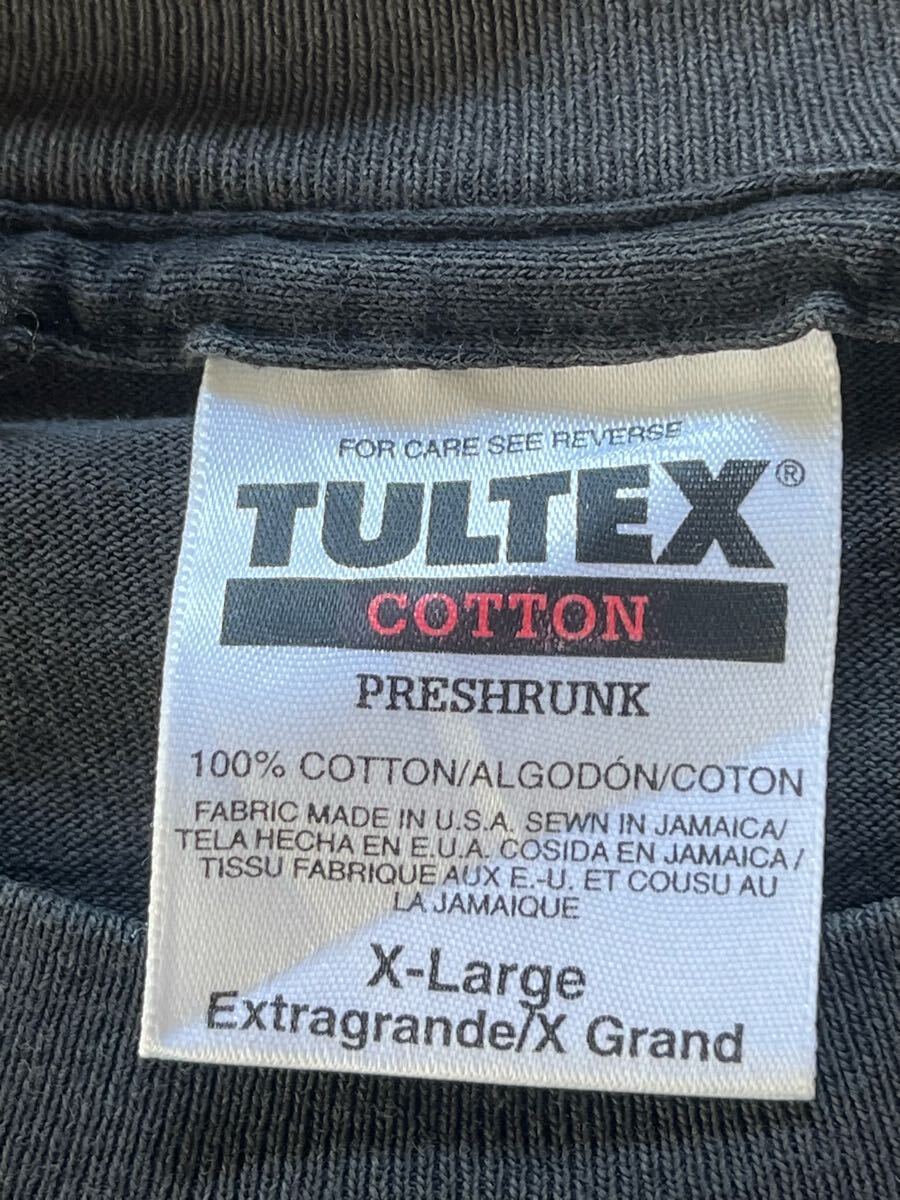 FOR CARE SEE REVERSE
TULTEX®
COTTON
PRESHRUNK
100% COTTON/ALGODÓN/COTON
FABRIC MADE IN U.S.A. SEWN IN JAMAICA/
TELA HECHA EN E.U.A. COSIDA EN JAMAICA/
TISSU FABRIQUE AUX E.-U. ET COUSU AU
LA JAMAIQUE
X-Large
Extragrande/X Grand